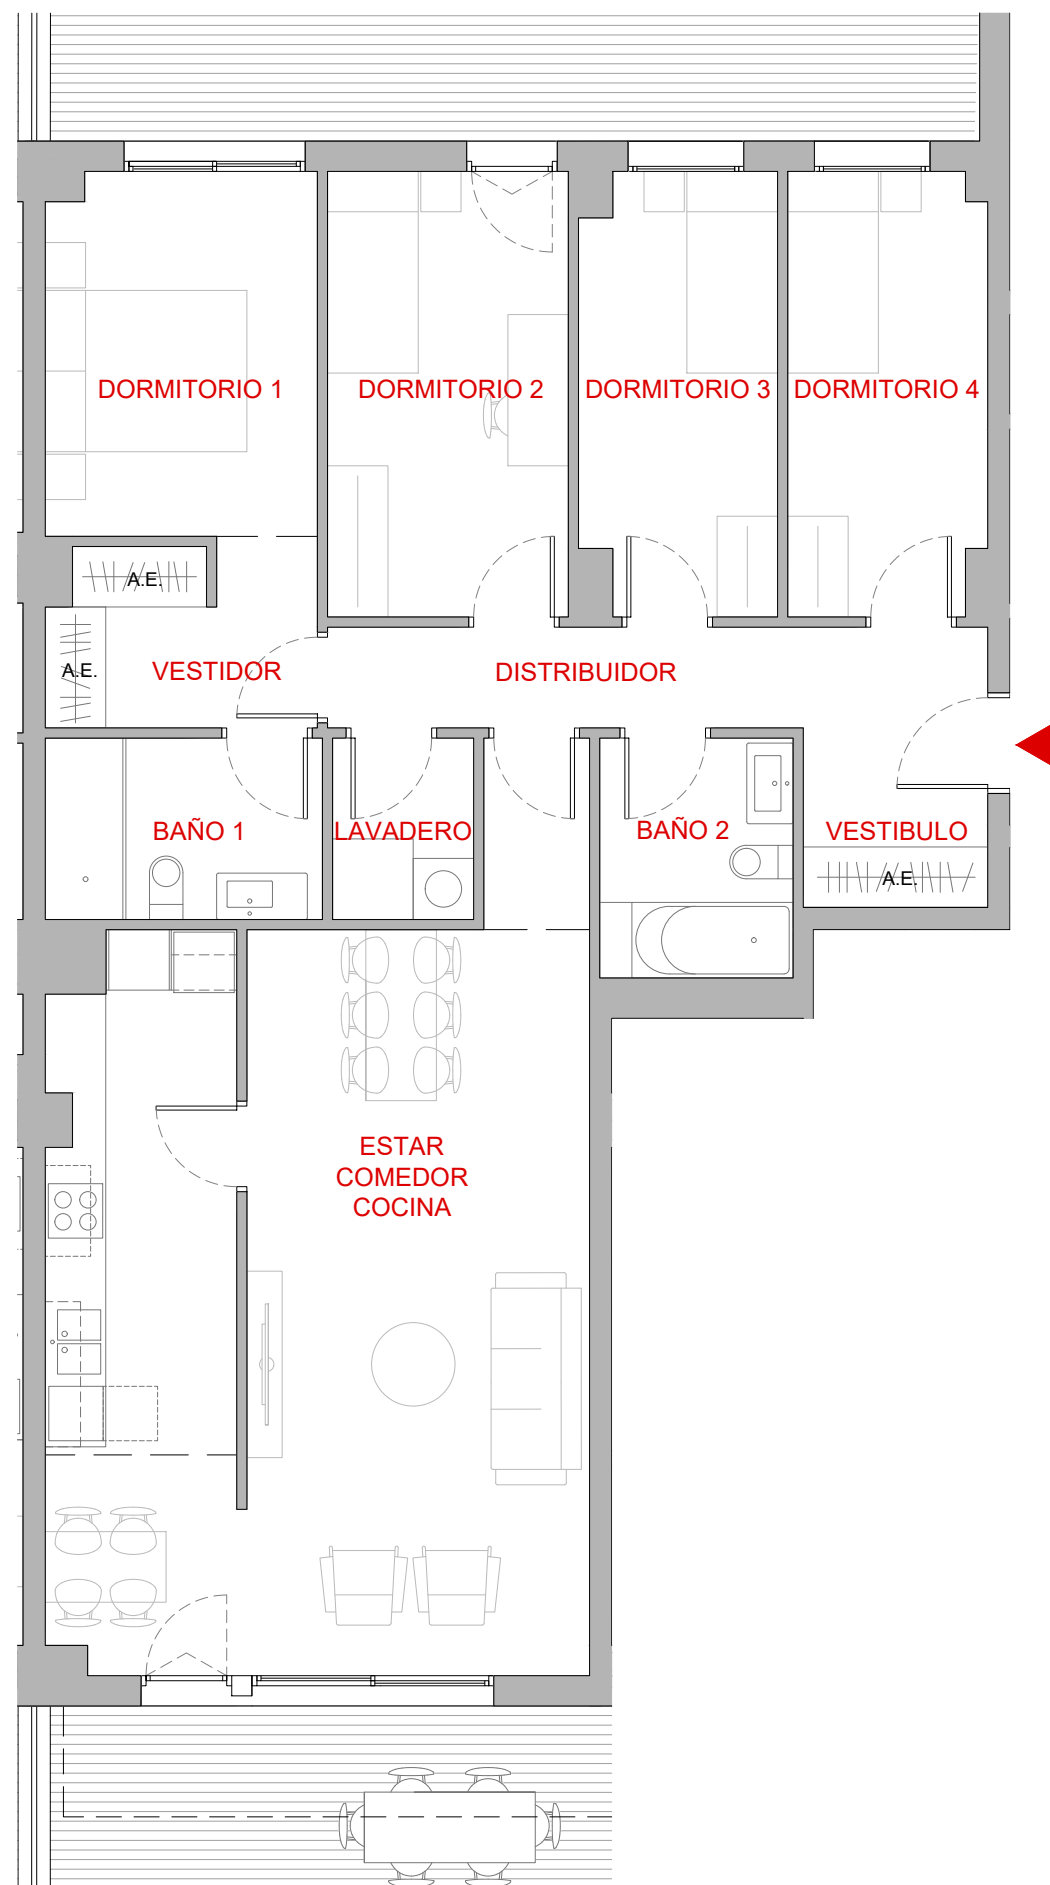 DORMITORIO 1
DORMITORIO 2
DORMITORIO 3
DORMITORIO 4
A.E.
A.E.
VESTIDOR
DISTRIBUIDOR
BAÑO 1
LAVADERO
BAÑO 2
VESTIBULO
A.E.
ESTAR
COMEDOR
COCINA